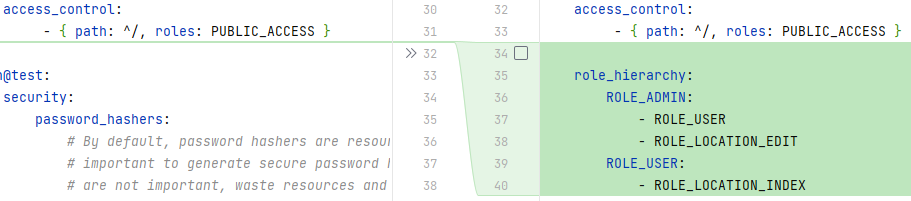 access_control:
- { path: ^/, roles: PUBLIC_ACCESS }
@test:
security:
password_hashers:
# By default, password hashers are
# important to generate secure password
# are not important, waste resources and
30
31
32
33
34
35
36
37
38
32
33
34
35
36
37
38
39
40
access_control:
- { path: ^/, roles: PUBLIC_ACCESS }
role_hierarchy:
ROLE_ADMIN:
- ROLE_USER
- ROLE_LOCATION_EDIT
ROLE_USER:
- ROLE_LOCATION_INDEX